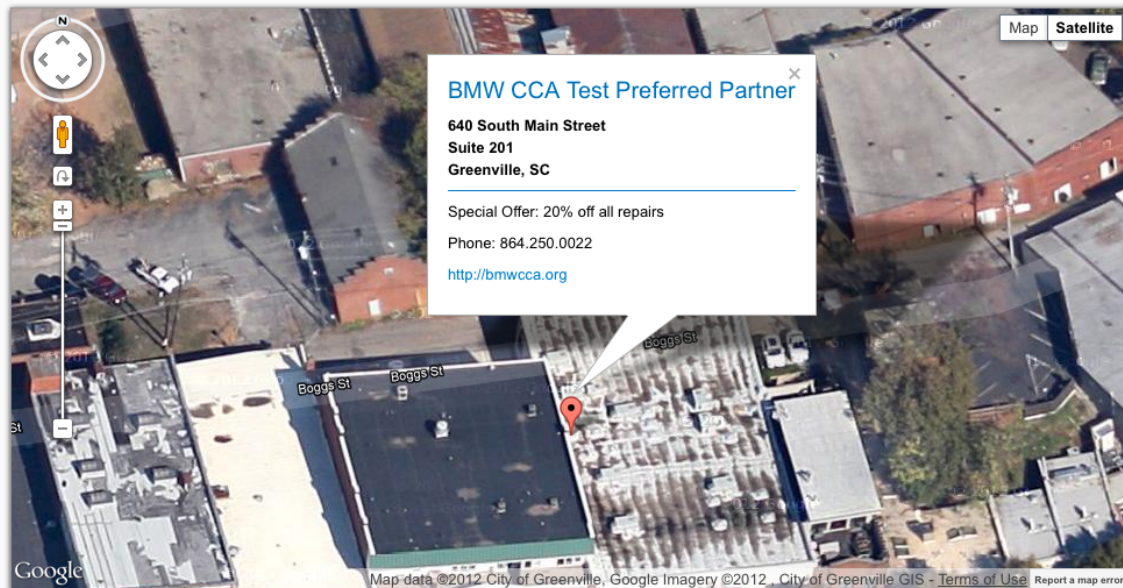 N
Map
Satellite
×
BMW CCA Test Preferred Partner
640 South Main Street
Suite 201
Greenville, SC
Special Offer: 20% off all repairs
Phone: 864.250.0022
http://bmwcca.org
Boggs St
Boggs St
Boggs St
St
Google
Map data ©2012 City of Greenville, Google Imagery ©2012 , City of Greenville GIS - Terms of Use
Report a map error